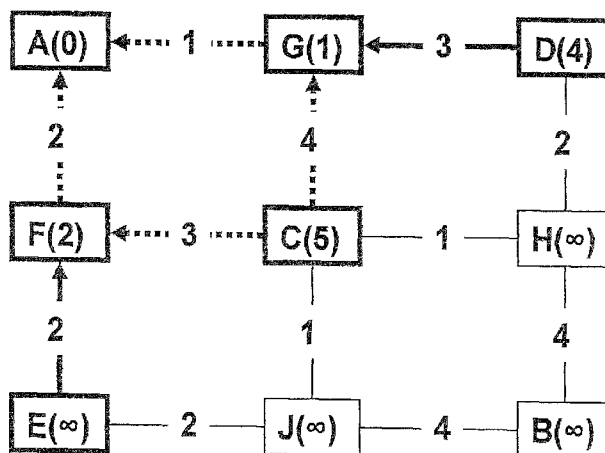 A(0) 1 G(1) 3 D(4)
2 4 2
F(2) 3 C(5) 1 H(∞)
2 1 4
E(∞) 2 J(∞) 4 B(∞)